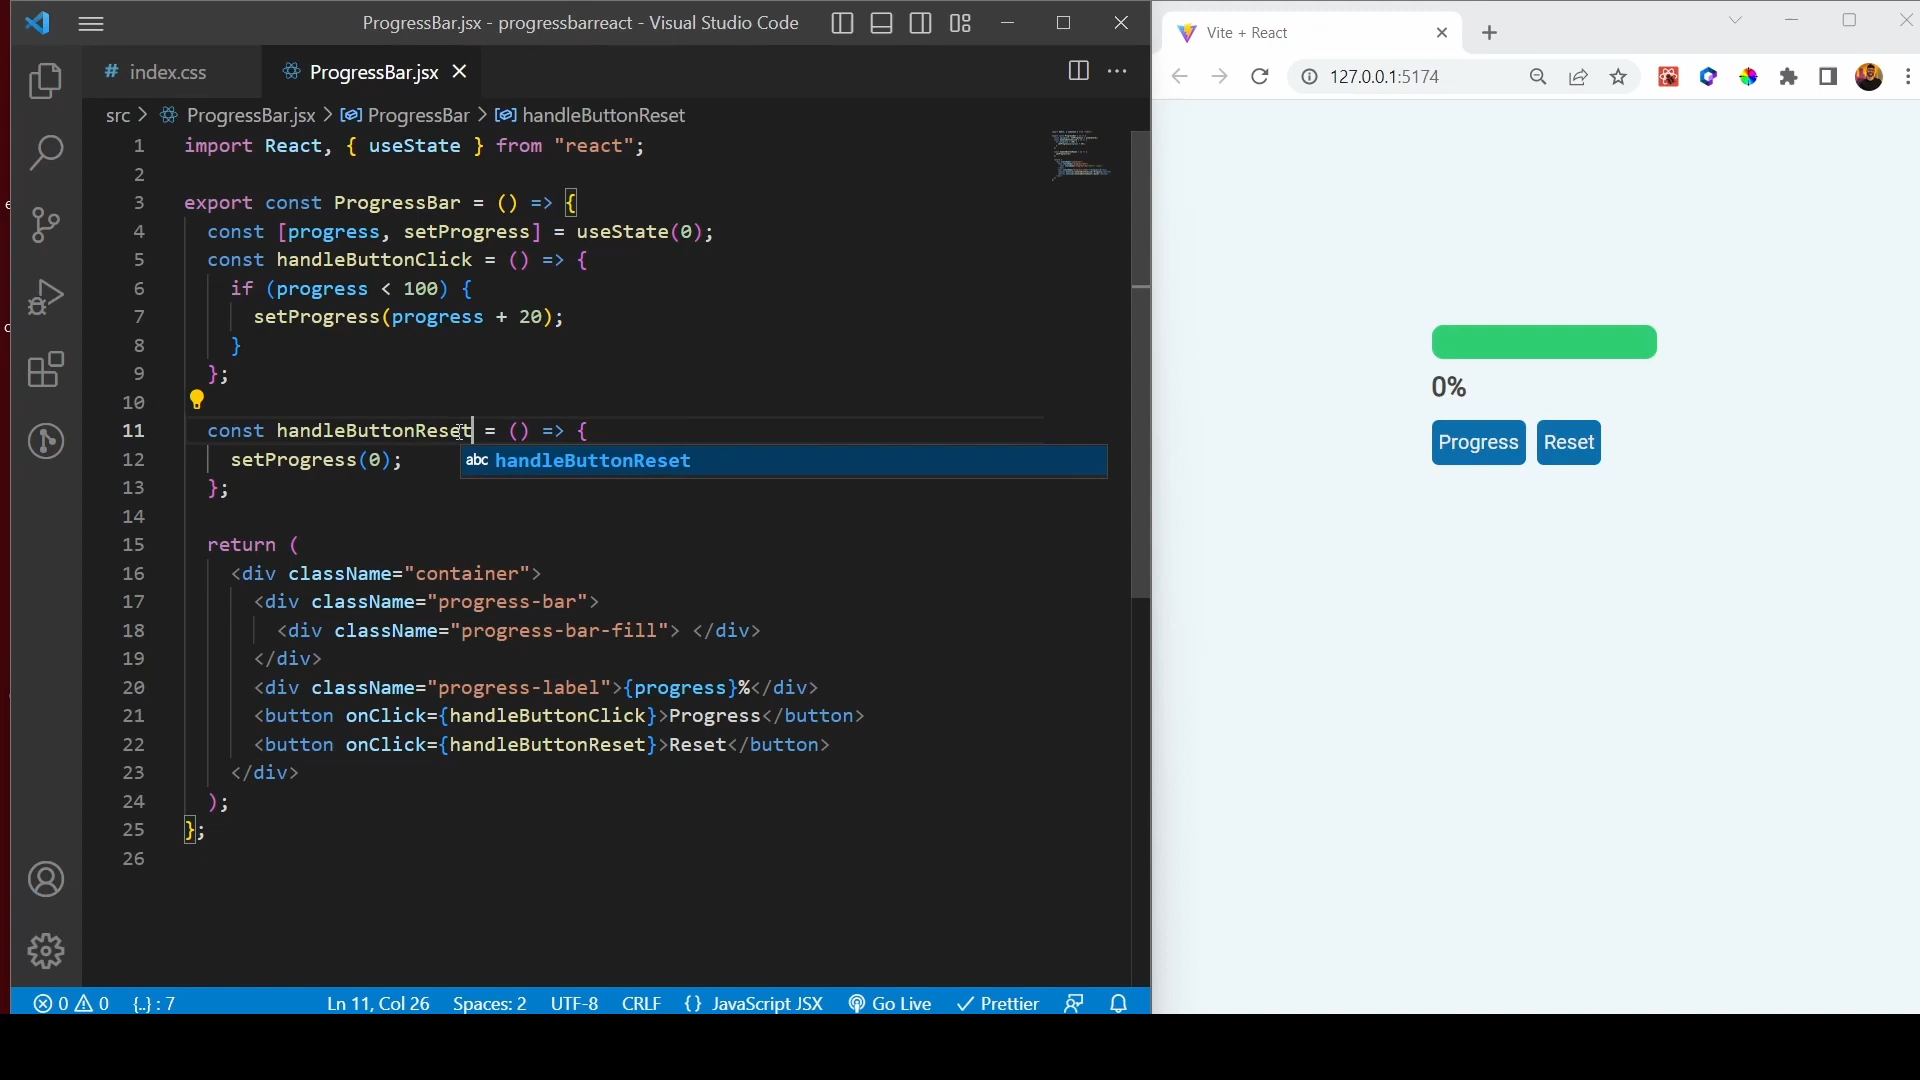 ProgressBar.jsx - progressbarreact - Visual Studio Code
# index.css
ProgressBar.jsx
src > ProgressBar.jsx > ProgressBar > handleButtonReset
1 import React, { useState } from "react";
2
3 export const ProgressBar = () => {
4 const [progress, setProgress] = useState(0);
5 const handleButtonClick = () => {
6 if (progress < 100) {
7 setProgress(progress + 20);
8 }
9 };
10
11 const handleButtonReset = () => {
12 setProgress(0);
abc handleButtonReset
13 };
14
15 return (
16 <div className="container">
17 <div className="progress-bar">
18 <div className="progress-bar-fill"> </div>
19 </div>
20 <div className="progress-label">{progress}%</div>
21 <button onClick={handleButtonClick}>Progress</button>
22 <button onClick={handleButtonReset}>Reset</button>
23 </div>
24 );
25 };
26
0 0 {..} : 7 Ln 11, Col 26 Spaces: 2 UTF-8 CRLF {} JavaScript JSX Go Live Prettier
Vite + React
127.0.0.1:5174
0%
Progress Reset